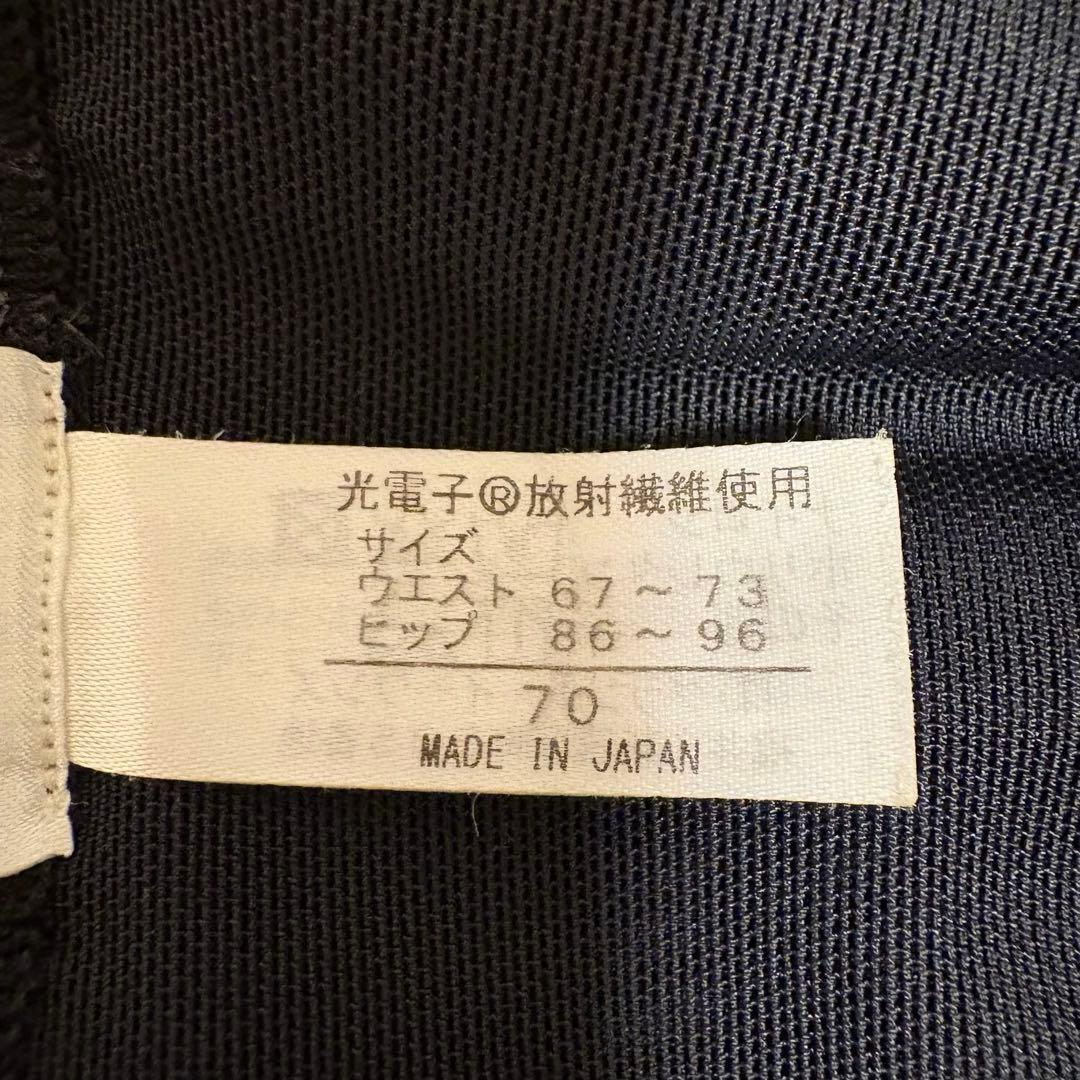 光電子®放射繊維使用
サイズ
ウエスト 67～73
ヒップ 86～96
70
MADE IN JAPAN